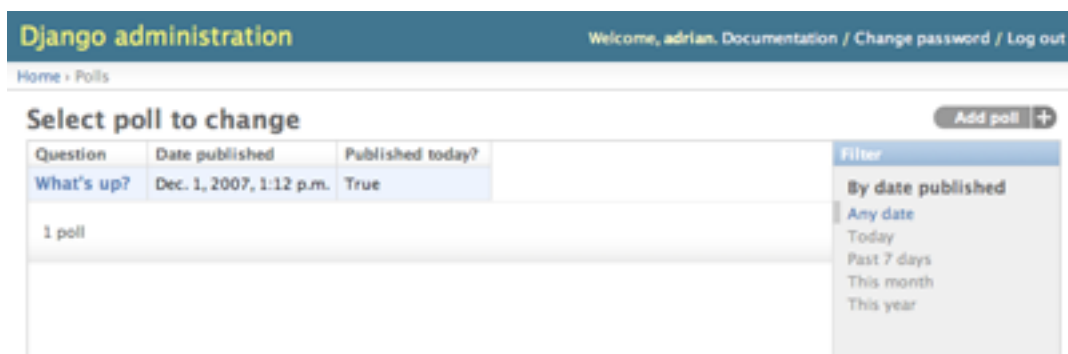 Django administration
Welcome, adrian. Documentation / Change password / Log out
Home › Polls
Select poll to change
Add poll +
Question Date published Published today?
What's up? Dec. 1, 2007, 1:12 p.m. True
1 poll
Filter
By date published
Any date
Today
Past 7 days
This month
This year